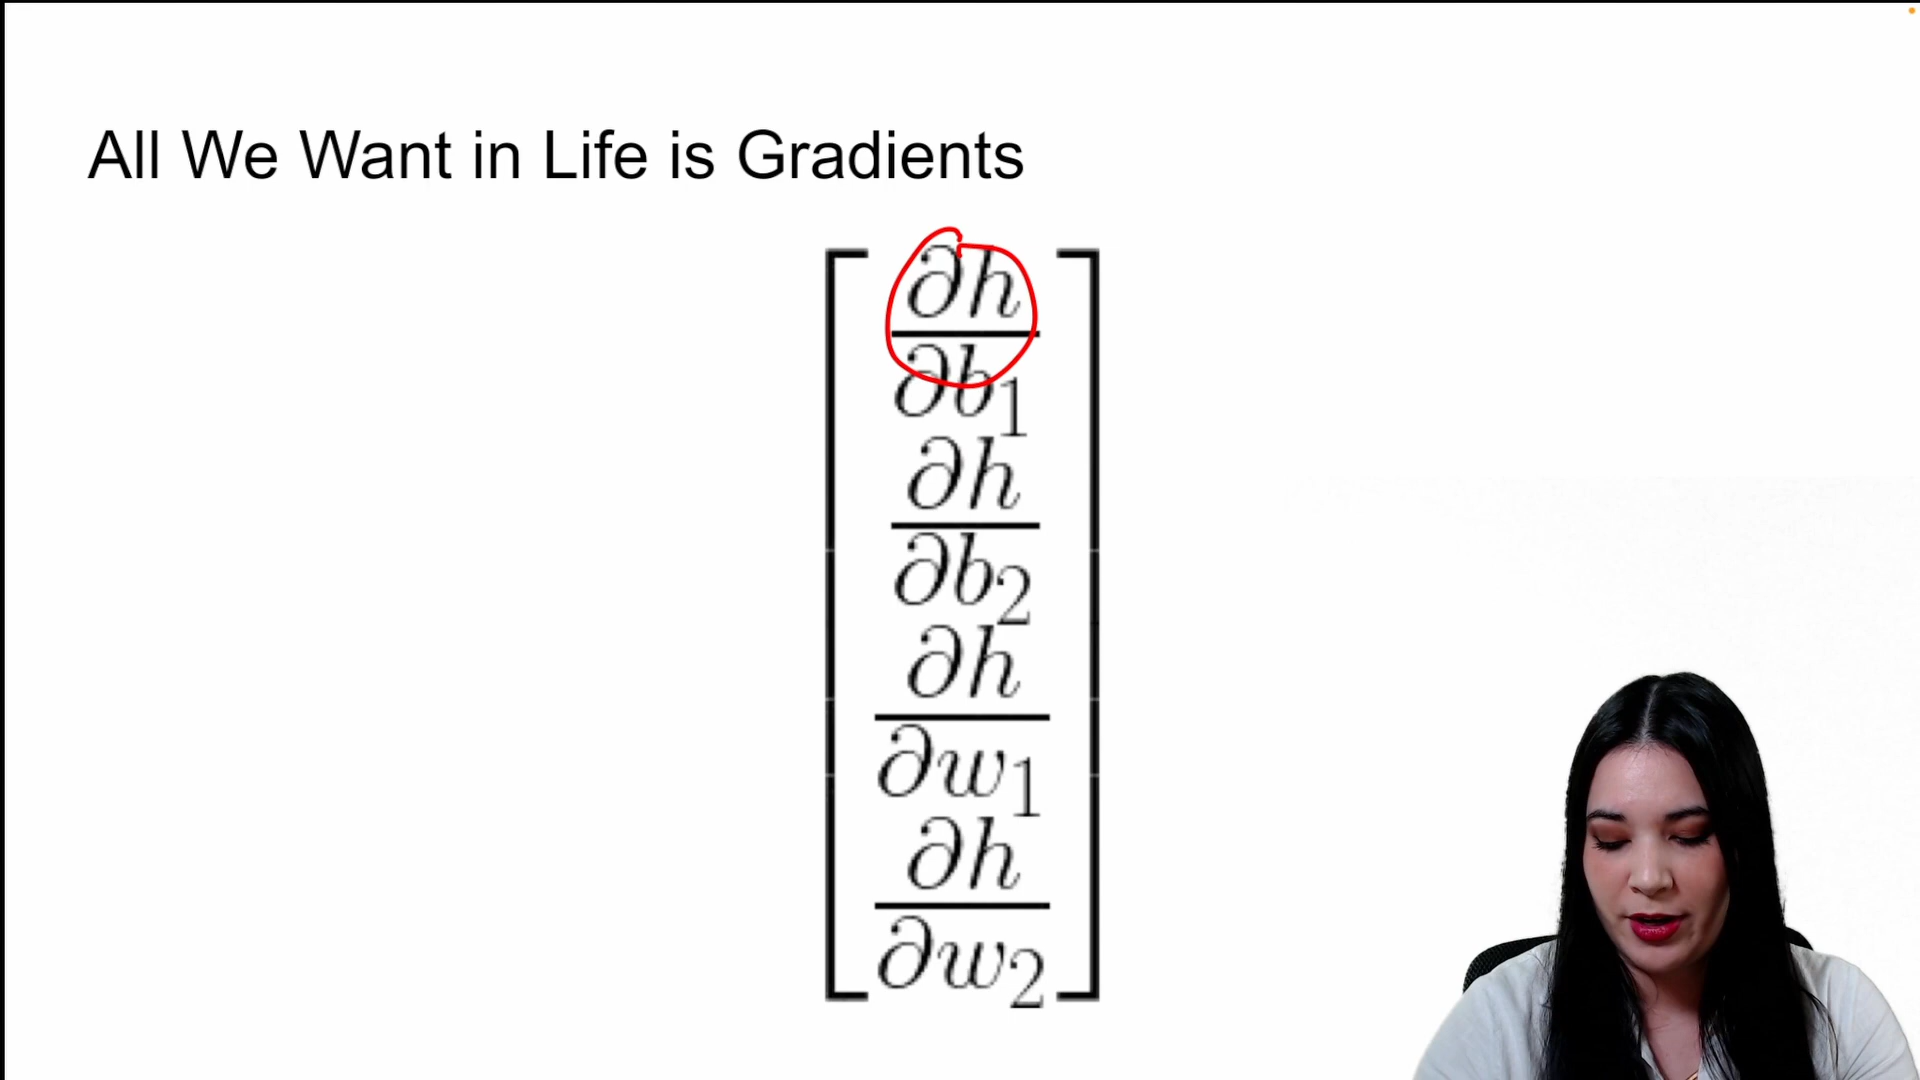 All We Want in Life is Gradients
∂h
∂b1
∂h
∂b2
∂h
∂w1
∂h
∂w2